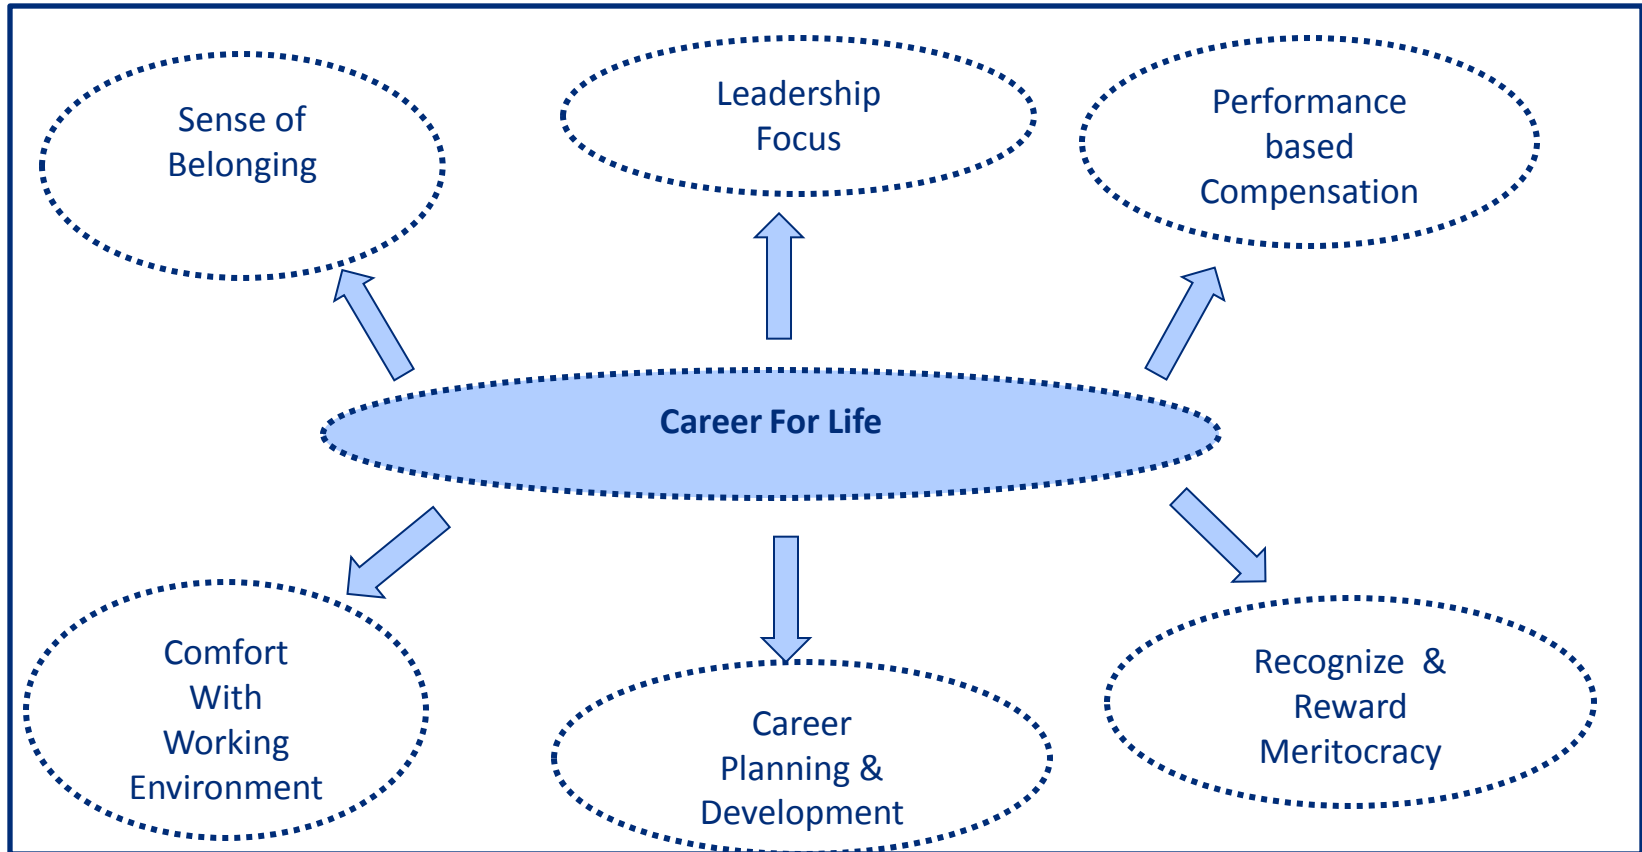 Sense of
Belonging
Leadership
Focus
Performance
based
Compensation
Career For Life
Comfort
With
Working
Environment
Career
Planning &
Development
Recognize  &
Reward
Meritocracy